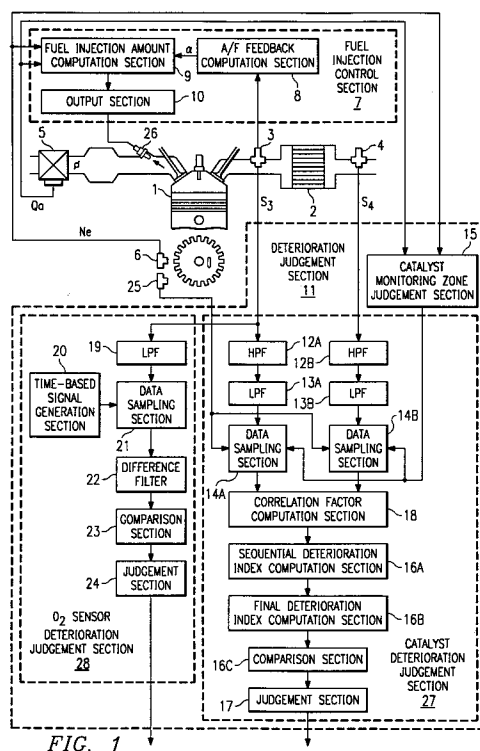 FUEL INJECTION AMOUNT
COMPUTATION SECTION
9
α
A/F FEEDBACK
COMPUTATION SECTION
8
FUEL
INJECTION
CONTROL
SECTION
7
OUTPUT SECTION
10
5
26
3
4
1
2
Qa
S3
S4
Ne
6
25
DETERIORATION
JUDGEMENT
SECTION
11
15
CATALYST
MONITORING ZONE
JUDGEMENT SECTION
20
TIME-BASED
SIGNAL
GENERATION
SECTION
19
LPF
DATA
SAMPLING
SECTION
21
22
DIFFERENCE
FILTER
23
COMPARISON
SECTION
24
JUDGEMENT
SECTION
O2 SENSOR
DETERIORATION
JUDGEMENT SECTION
28
HPF
12A
12B
HPF
LPF
13A
13B
LPF
DATA
SAMPLING
SECTION
14A
DATA
SAMPLING
SECTION
14B
CORRELATION FACTOR
COMPUTATION SECTION
18
SEQUENTIAL DETERIORATION
INDEX COMPUTATION SECTION
16A
FINAL DETERIORATION
INDEX COMPUTATION SECTION
16B
16C
COMPARISON SECTION
17
JUDGEMENT SECTION
CATALYST
DETERIORATION
JUDGEMENT
SECTION
27
FIG. 1